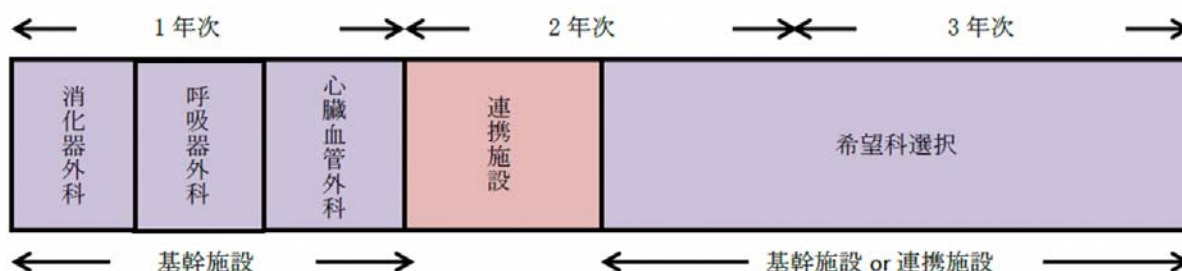 1 年次
2 年次
3 年次
消化器外科
呼吸器外科
心臓血管外科
連携施設
希望科選択
基幹施設
基幹施設 or 連携施設